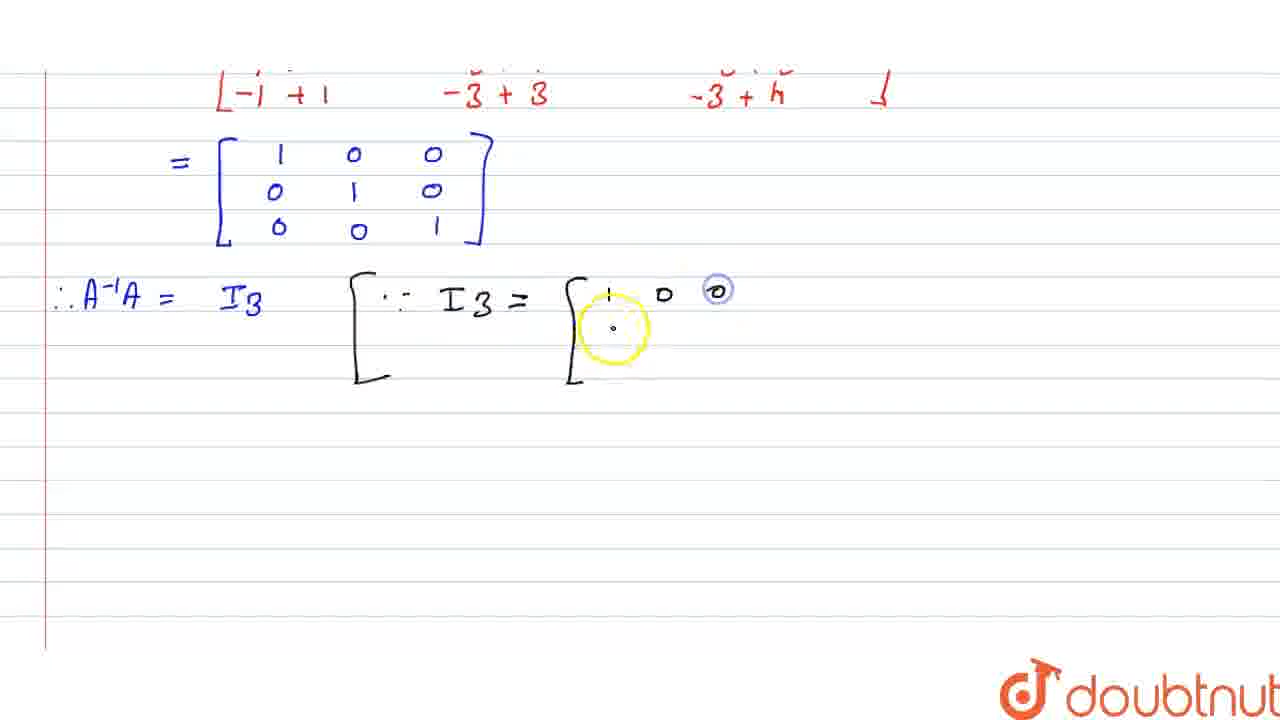 [ -1 + 1 -3 + 3 -3 + 4 ]
= [ 1 0 0
0 1 0
0 0 1 ]
∴ A⁻¹A = I3 [ ∵ I3 = [ 1 0 0
doubtnut